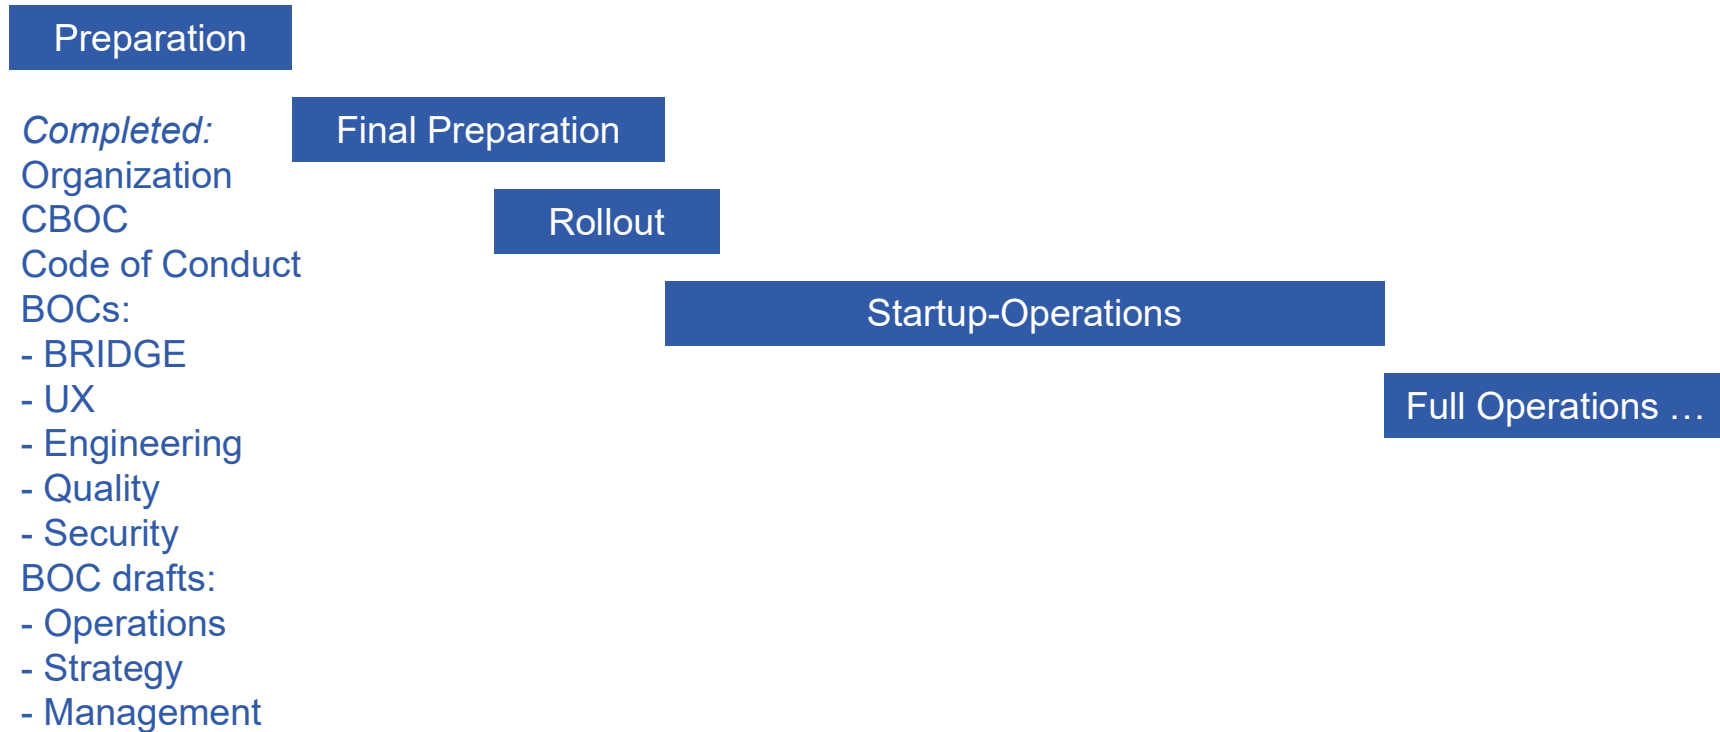 Preparation
Completed:
Organization
CBOC
Code of Conduct
BOCs:
- BRIDGE
- UX
- Engineering
- Quality
- Security
BOC drafts:
- Operations
- Strategy
- Management
Final Preparation
Rollout
Startup-Operations
Full Operations …